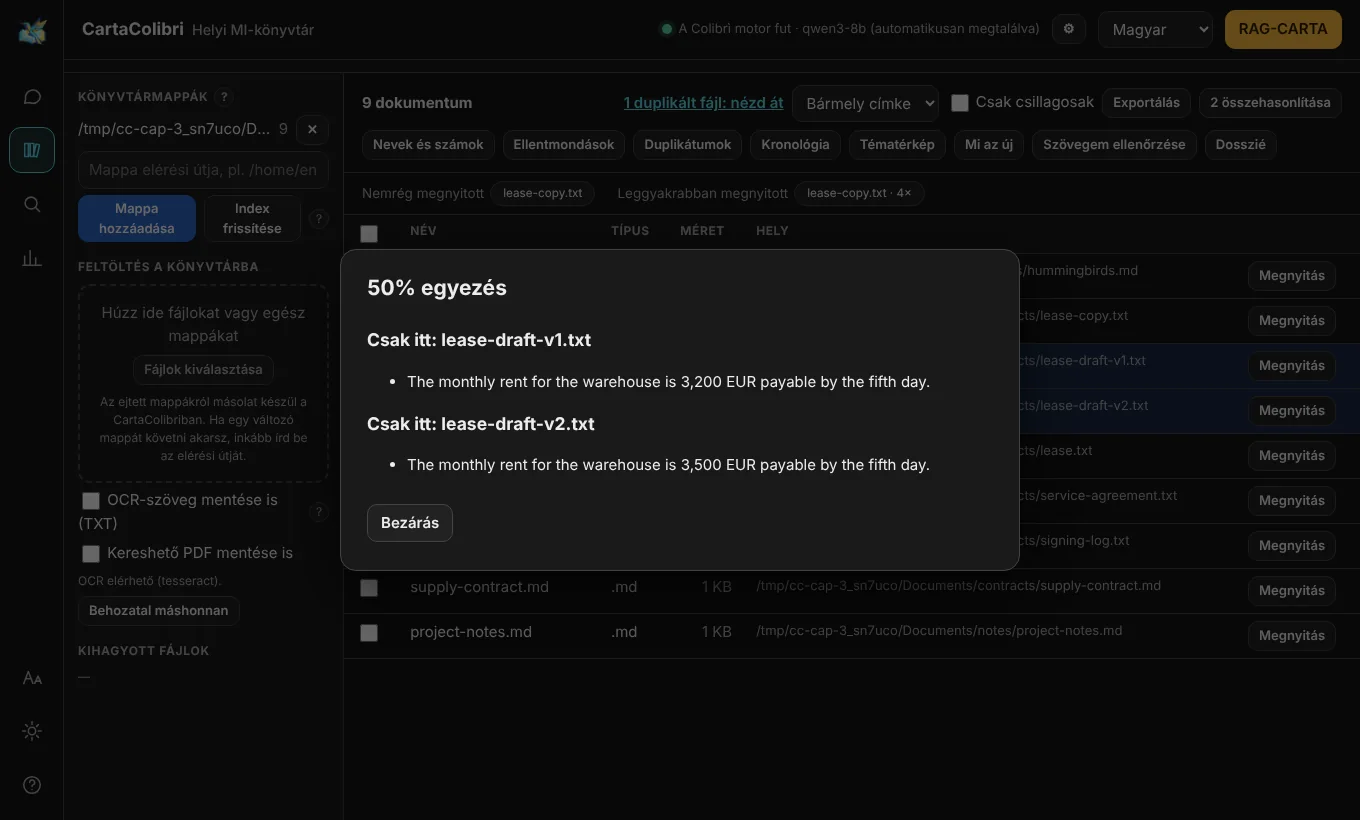 CartaColibri Helyi MI-könyvtár
A Colibrì motor fut · qwen3-8b (automatikusan megtalálva)
⚙
Magyar
RAG-CARTA
KÖNYVTÁRMAPPÁK ?
/tmp/cc-cap-3_sn7uco/D... 9 ✕
Mappa elérési útja, pl. /home/en
Mappa
hozzáadása
Index
frissítése
?
FELTÖLTÉS A KÖNYVTÁRBA
Húzz ide fájlokat vagy egész
mappákat
Fájlok kiválasztása
Az ejtett mappákról másolat készül a
CartaColibriban. Ha egy változó
mappát követni akarsz, inkább írd be
az elérési útját.
OCR-szöveg mentése is
(TXT)
?
Kereshető PDF mentése is
OCR elérhető (tesseract).
Behozatal máshonnan
KIHAGYOTT FÁJLOK
—
9 dokumentum
1 duplikált fájl: nézd át
Bármely címke
Csak csillagosak
Exportálás
2 összehasonlítása
Nevek és számok
Ellentmondások
Duplikátumok
Kronológia
Tématérkép
Mi az új
Szövegem ellenőrzése
Dosszié
Nemrég megnyitott lease-copy.txt Leggyakrabban megnyitott lease-copy.txt · 4×
NÉV TÍPUS MÉRET HELY
s/hummingbirds.md Megnyitás
cts/lease-copy.txt Megnyitás
cts/lease-draft-v1.txt Megnyitás
cts/lease-draft-v2.txt Megnyitás
cts/lease.txt Megnyitás
cts/service-agreement.txt Megnyitás
cts/signing-log.txt Megnyitás
supply-contract.md .md 1 KB /tmp/cc-cap-3_sn7uco/Documents/contracts/supply-contract.md Megnyitás
project-notes.md .md 1 KB /tmp/cc-cap-3_sn7uco/Documents/notes/project-notes.md Megnyitás
50% egyezés
Csak itt: lease-draft-v1.txt
• The monthly rent for the warehouse is 3,200 EUR payable by the fifth day.
Csak itt: lease-draft-v2.txt
• The monthly rent for the warehouse is 3,500 EUR payable by the fifth day.
Bezárás
AA
?